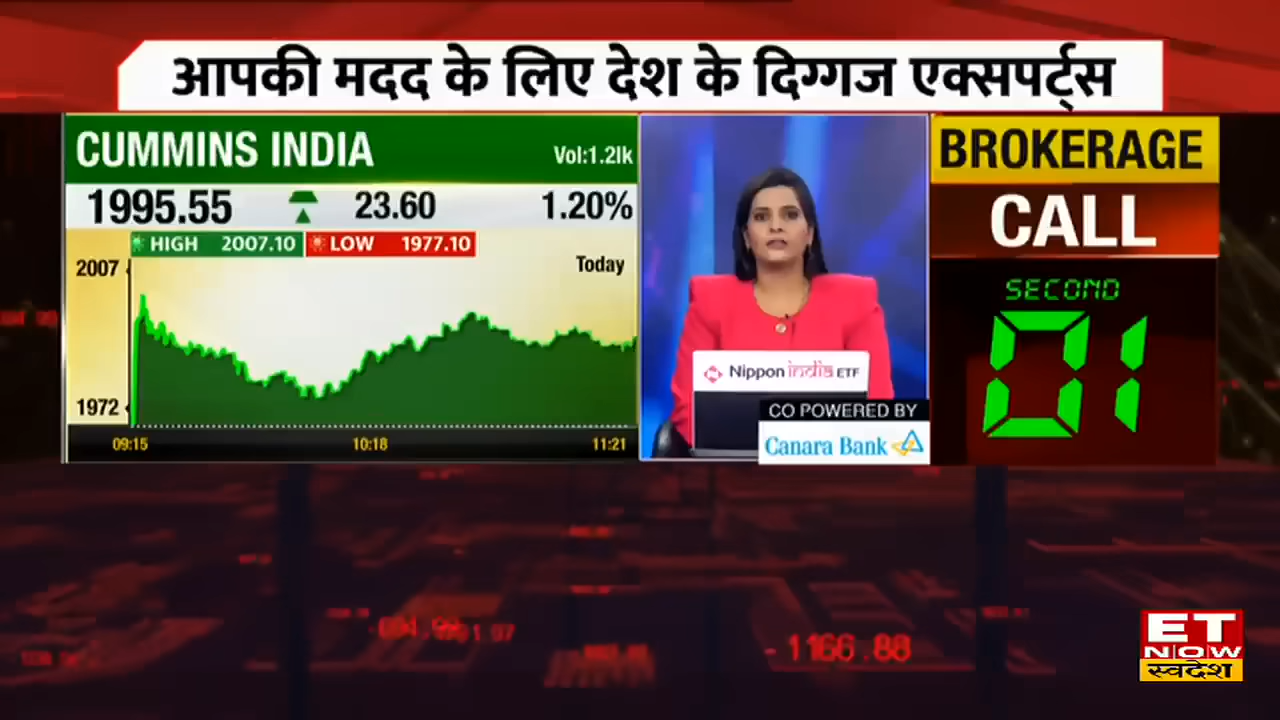 आपकी मदद के लिए देश के दिग्गज एक्सपर्ट्स
CUMMINS INDIA Vol:1.2lk
1995.55 23.60 1.20%
HIGH 2007.10 LOW 1977.10
2007 Today
1972
09:15 10:18 11:21
Nippon india ETF
CO POWERED BY
Canara Bank
BROKERAGE
CALL
SECOND
01
-1166.88
ET
NOW
स्वदेश